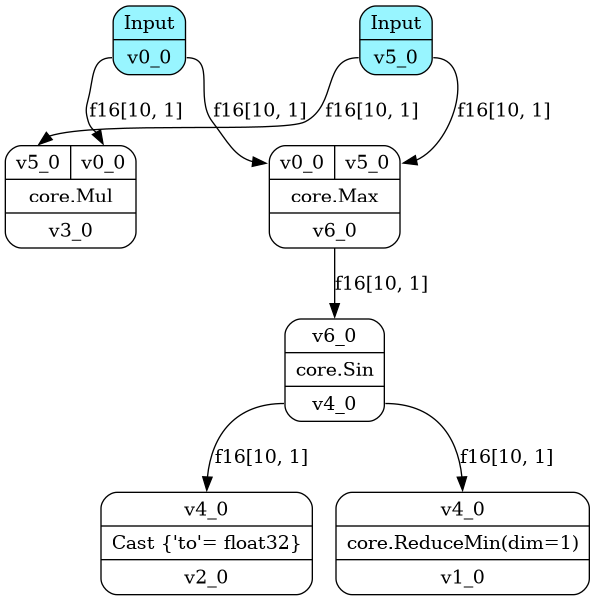 Input
v0_0
Input
v5_0
f16[10, 1]
f16[10, 1]
f16[10, 1]
f16[10, 1]
v5_0 v0_0
core.Mul
v3_0
v0_0 v5_0
core.Max
v6_0
f16[10, 1]
v6_0
core.Sin
v4_0
f16[10, 1]
f16[10, 1]
v4_0
Cast {'to'= float32}
v2_0
v4_0
core.ReduceMin(dim=1)
v1_0